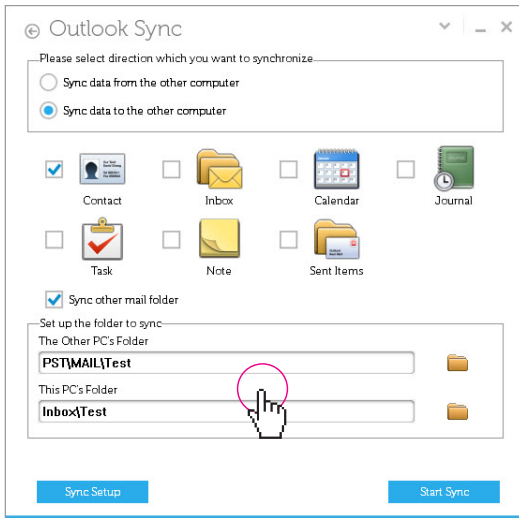 Outlook Sync
Please select direction which you want to synchronize
Sync data from the other computer
Sync data to the other computer
Contact Inbox Calendar Journal
Task Note Sent Items
Sync other mail folder
Set up the folder to sync
The Other PC's Folder
PST\MAIL\Test
This PC's Folder
Inbox\Test
Sync Setup Start Sync